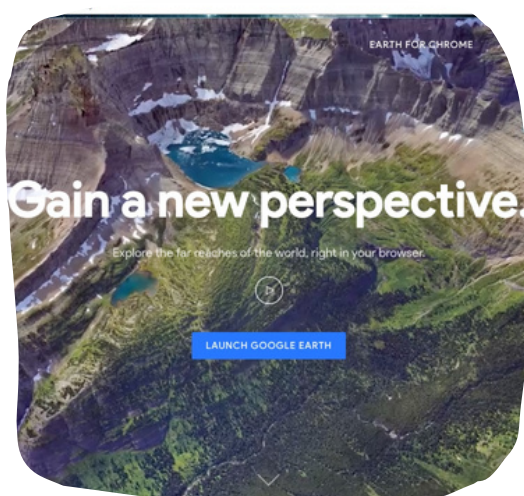 EARTH FOR CHROME
Gain a new perspective.
Explore the far reaches of the world, right in your browser.
LAUNCH GOOGLE EARTH